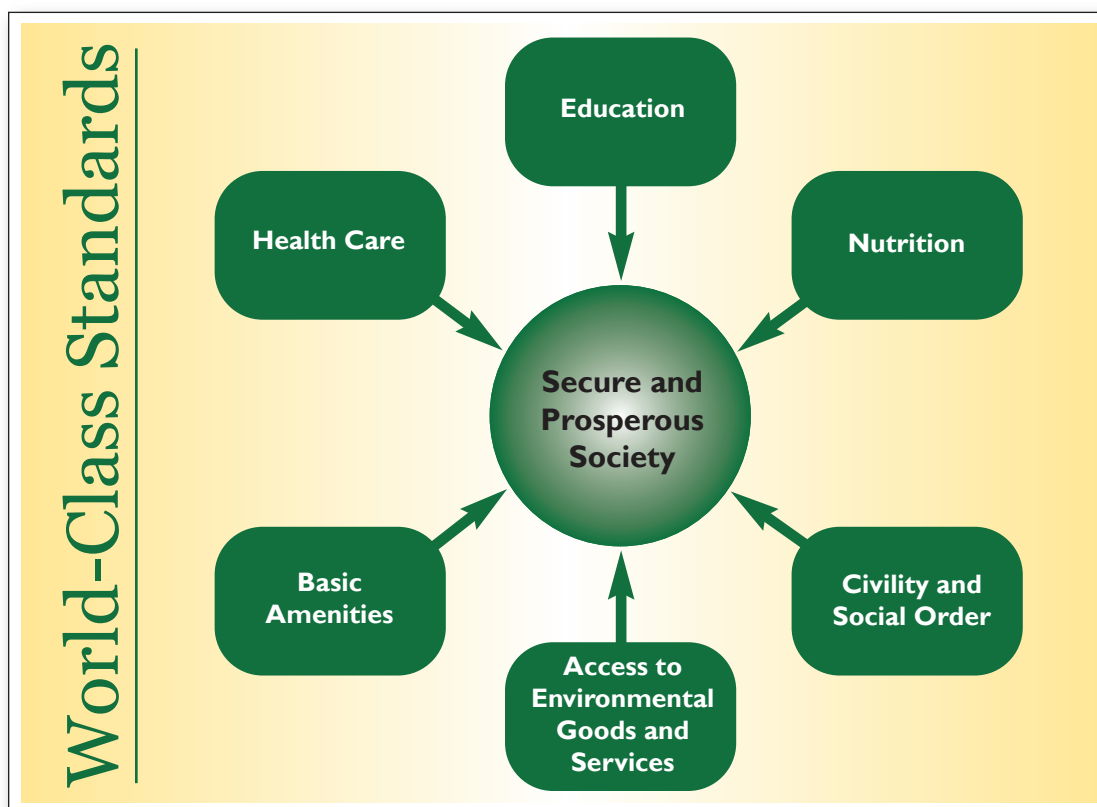 World-Class Standards
Education
Health Care
Nutrition
Secure and
Prosperous
Society
Basic
Amenities
Civility and
Social Order
Access to
Environmental
Goods and
Services